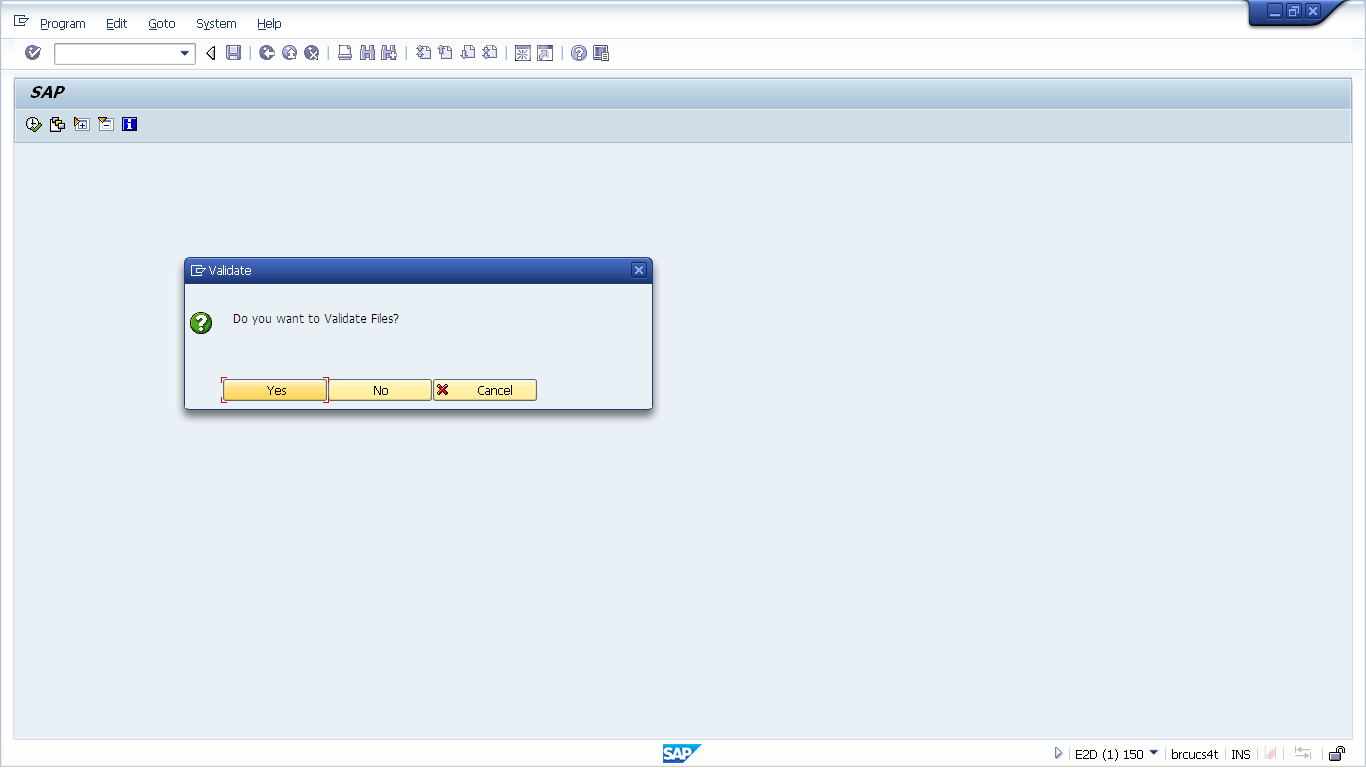 Program Edit Goto System Help
SAP
Validate
Do you want to Validate Files?
Yes No Cancel
SAP
E2D (1) 150 brcucs4t INS